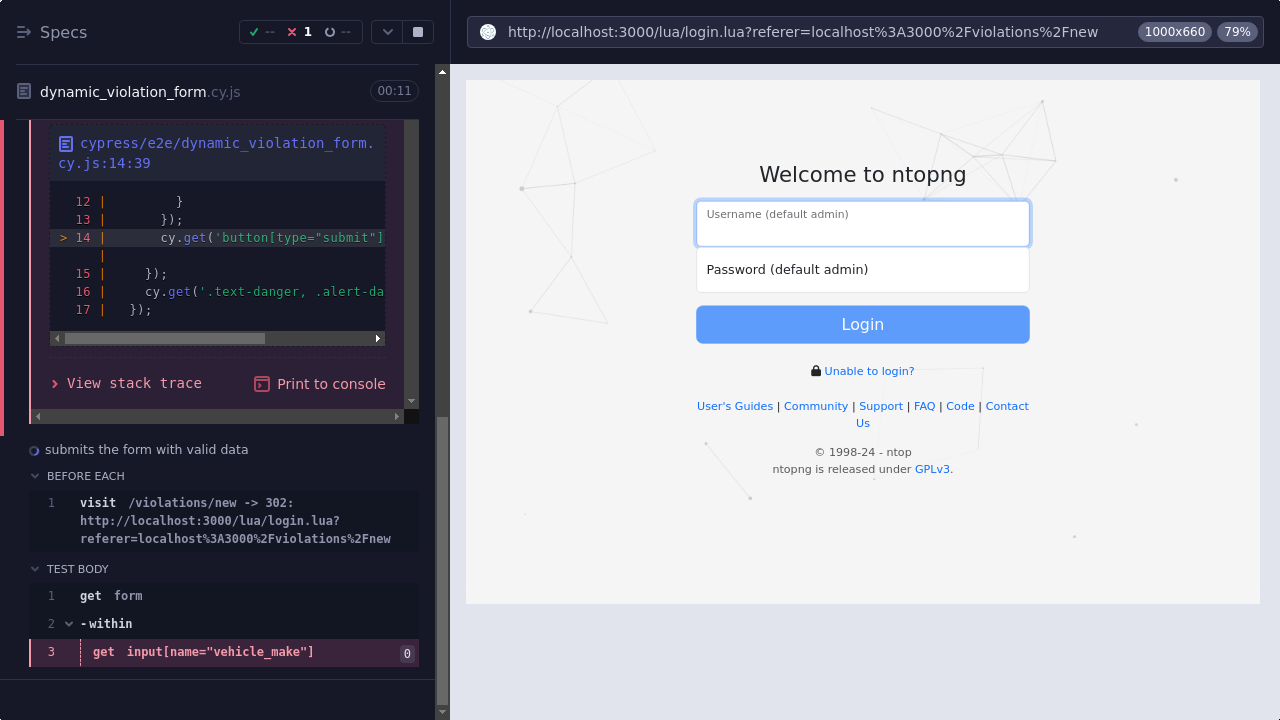 Specs
--
1
--
http://localhost:3000/lua/login.lua?referer=localhost%3A3000%2Fviolations%2Fnew
1000x660
79%
dynamic_violation_form.cy.js
00:11
cypress/e2e/dynamic_violation_form.
cy.js:14:39
12 | }
13 | });
> 14 | cy.get('button[type="submit"]
|
15 | });
16 | cy.get('.text-danger, .alert-da
17 | });
View stack trace
Print to console
submits the form with valid data
BEFORE EACH
1 visit /violations/new -> 302:
http://localhost:3000/lua/login.lua?
referer=localhost%3A3000%2Fviolations%2Fnew
TEST BODY
1 get form
2 -within
3 get input[name="vehicle_make"] 0
Welcome to ntopng
Username (default admin)
Password (default admin)
Login
Unable to login?
User's Guides | Community | Support | FAQ | Code | Contact
Us
© 1998-24 - ntop
ntopng is released under GPLv3.